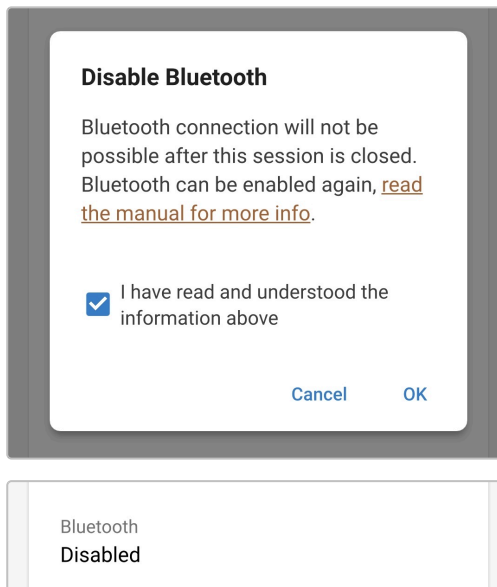 Disable Bluetooth
Bluetooth connection will not be
possible after this session is closed.
Bluetooth can be enabled again, read
the manual for more info.
I have read and understood the
information above
Cancel OK
Bluetooth
Disabled